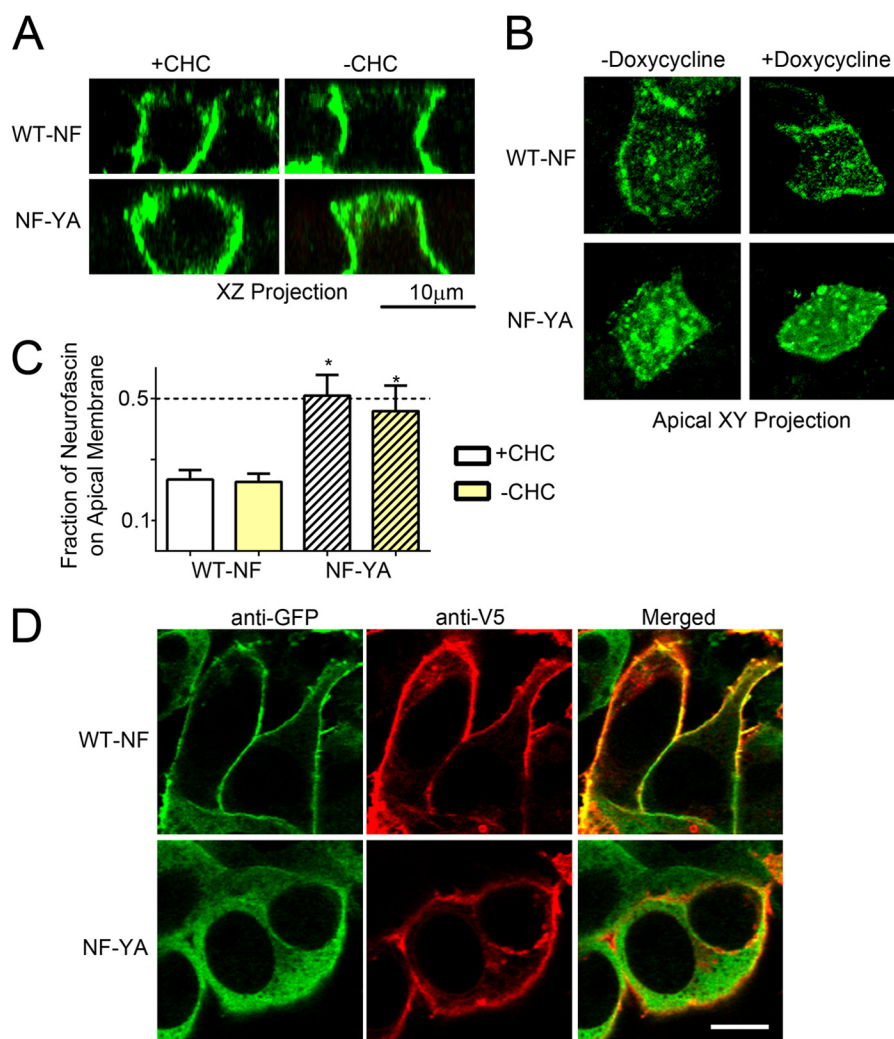 A
+CHC
-CHC
WT-NF
NF-YA
XZ Projection
10μm
B
-Doxycycline
+Doxycycline
WT-NF
NF-YA
Apical XY Projection
C
Fraction of Neurofascin
on Apical Membrane
0.5
0.1
*
*
WT-NF
NF-YA
+CHC
-CHC
D
anti-GFP
anti-V5
Merged
WT-NF
NF-YA